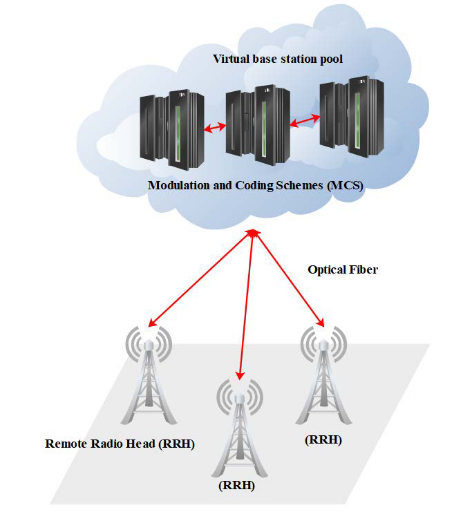 Virtual base station pool
Modulation and Coding Schemes (MCS)
Optical Fiber
Remote Radio Head (RRH)
(RRH)
(RRH)